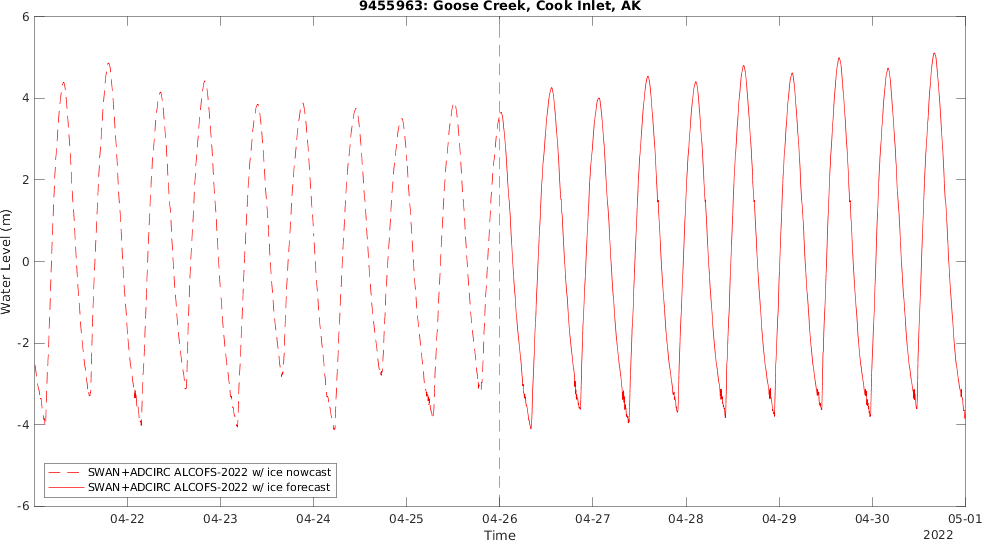 9455963: Goose Creek, Cook Inlet, AK
6
4
2
0
-2
-4
-6
Water Level (m)
SWAN+ADCIRC ALCOFS-2022 w/ ice nowcast
SWAN+ADCIRC ALCOFS-2022 w/ ice forecast
04-22 04-23 04-24 04-25 04-26 04-27 04-28 04-29 04-30 05-01
Time
2022